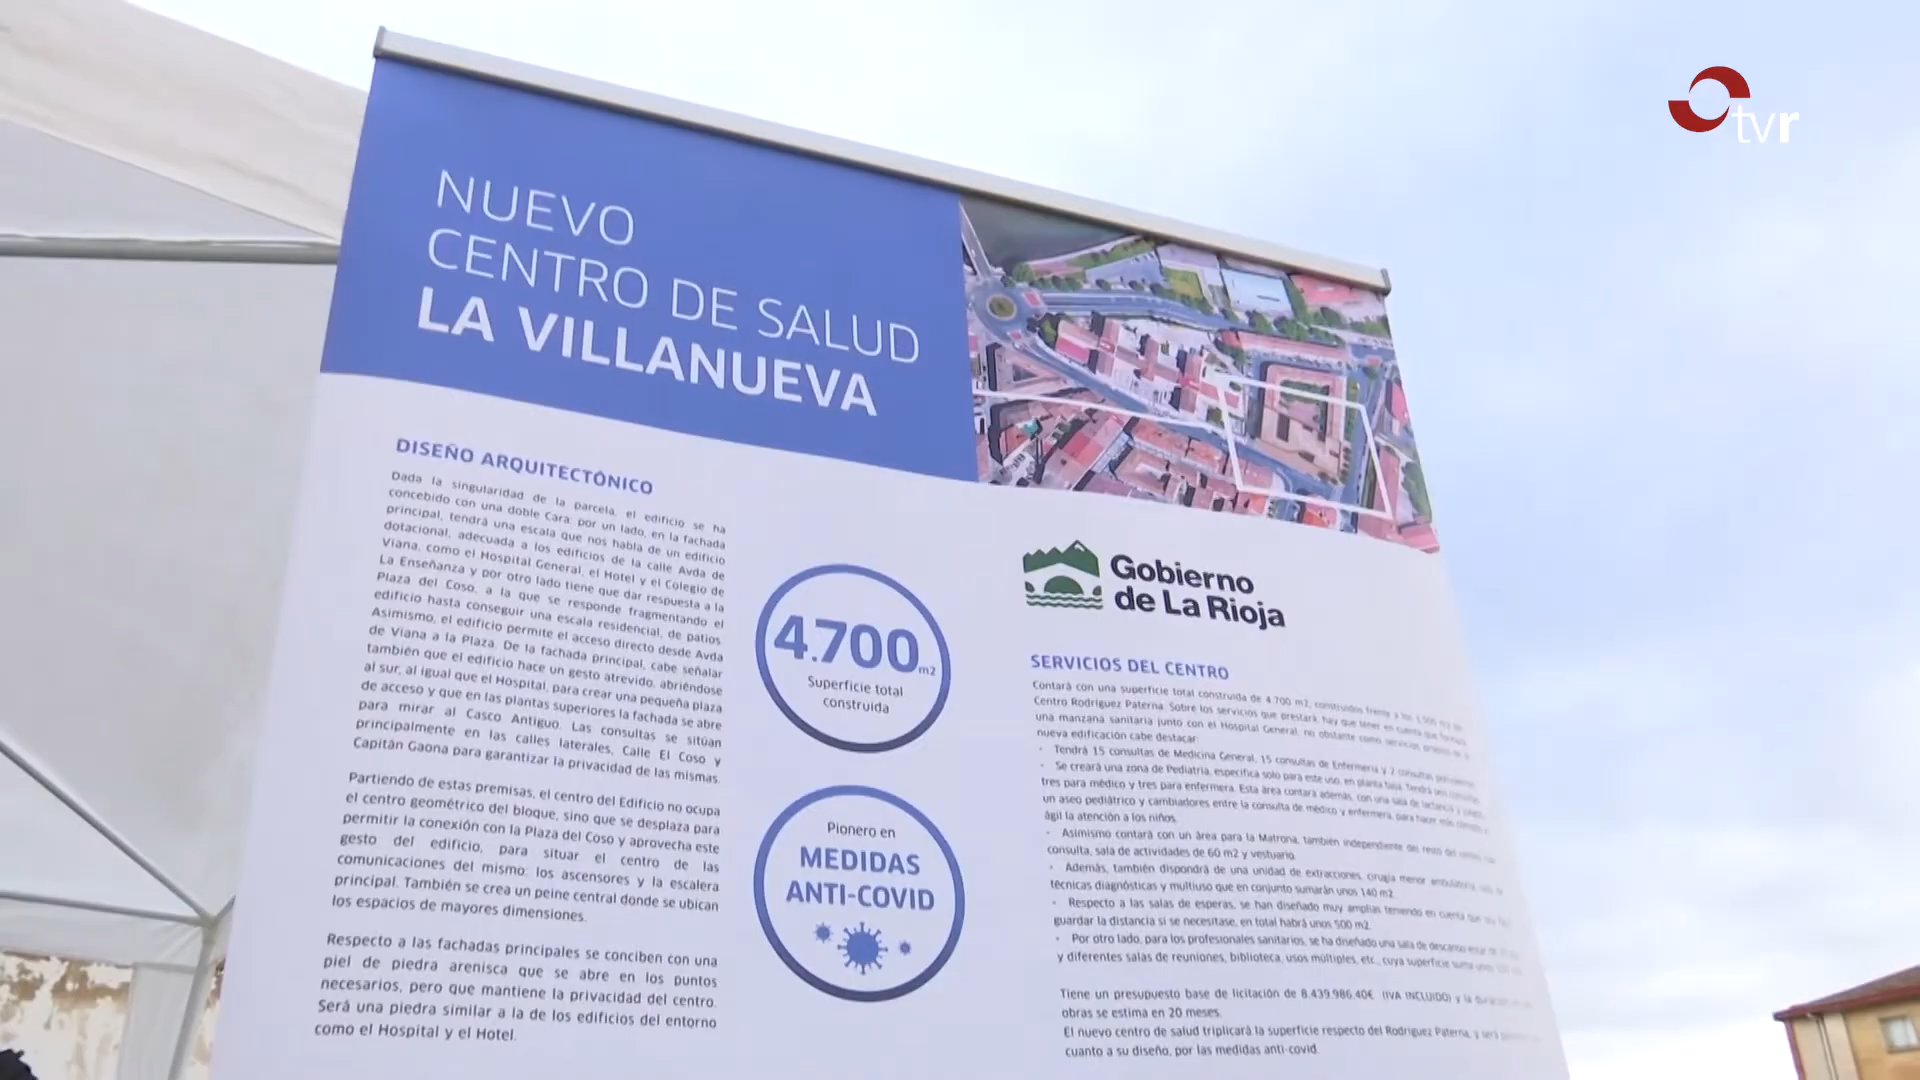 tvr
NUEVO
CENTRO DE SALUD
LA VILLANUEVA
DISEÑO ARQUITECTÓNICO
Dada la singularidad de la parcela, el edificio se ha
concebido con una doble Cara: por un lado, en la fachada
principal, tendrá una escala que nos habla de un edificio
dotacional, adecuada a los edificios de la calle Avda de
Viana, como el Hospital General, el Hotel y el Colegio de
La Enseñanza y por otro lado tiene que dar respuesta a la
Plaza del Coso, a la que se responde fragmentando el
edificio hasta conseguir una escala residencial, de patios.
Asimismo, el edificio permite el acceso directo desde Avda
de Viana a la Plaza. De la fachada principal, cabe señalar
también que el edificio hace un gesto atrevido, abriéndose
al sur, al igual que el Hospital, para crear una pequeña plaza
de acceso y que en las plantas superiores la fachada se abre
para mirar al Casco Antiguo. Las consultas se sitúan
principalmente en las calles laterales, Calle El Coso y
Capitán Gaona para garantizar la privacidad de las mismas.
Partiendo de estas premisas, el centro del Edificio no ocupa
el centro geométrico del bloque, sino que se desplaza para
permitir la conexión con la Plaza del Coso y aprovecha este
gesto del edificio, para situar el centro de las
comunicaciones del mismo: los ascensores y la escalera
principal. También se crea un peine central donde se ubican
los espacios de mayores dimensiones.
Respecto a las fachadas principales se conciben con una
piel de piedra arenisca que se abre en los puntos
necesarios, pero que mantiene la privacidad del centro.
Será una piedra similar a la de los edificios del entorno
como el Hospital y el Hotel.
4.700 m2
Superficie total
construida
Pionero en
MEDIDAS
ANTI-COVID
Gobierno
de La Rioja
SERVICIOS DEL CENTRO
Contará con una superficie total construida de 4.700 m2, construidos frente a los 1.500 m2 de
Centro Rodríguez Paterna. Sobre los servicios que prestará, hay que tener en cuenta que
una manzana sanitaria junto con el Hospital General, no obstante como servicios
nueva edificación cabe destacar:
- Tendrá 15 consultas de Medicina General, 15 consultas de Enfermería y 2 consultas
- Se creará una zona de Pediatría, específica solo para este uso, en planta baja. Tendrá
tres para médico y tres para enfermera. Esta área contará además, con una sala de lactancia y
un aseo pediátrico y cambiadores entre la consulta de médico y enfermera, para hacer más
ágil la atención a los niños.
- Asimismo contará con un área para la Matrona, también independiente del resto del centro con
consulta, sala de actividades de 60 m2 y vestuario.
- Además, también dispondrá de una unidad de extracciones, cirugía menor ambulatoria, sala de
técnicas diagnósticas y multiuso que en conjunto sumarán unos 140 m2.
- Respecto a las salas de esperas, se han diseñado muy amplias teniendo en cuenta que
guardar la distancia si se necesitase, en total habrá unos 500 m2.
- Por otro lado, para los profesionales sanitarios, se ha diseñado una sala de descanso
y diferentes salas de reuniones, biblioteca, usos múltiples, etc., cuya superficie suma unos
Tiene un presupuesto base de licitación de 8.439.986,40€ (IVA INCLUIDO) y la duración
obras se estima en 20 meses.
El nuevo centro de salud triplicará la superficie respecto del Rodríguez Paterna, y será
cuanto a su diseño, por las medidas anti-covid.